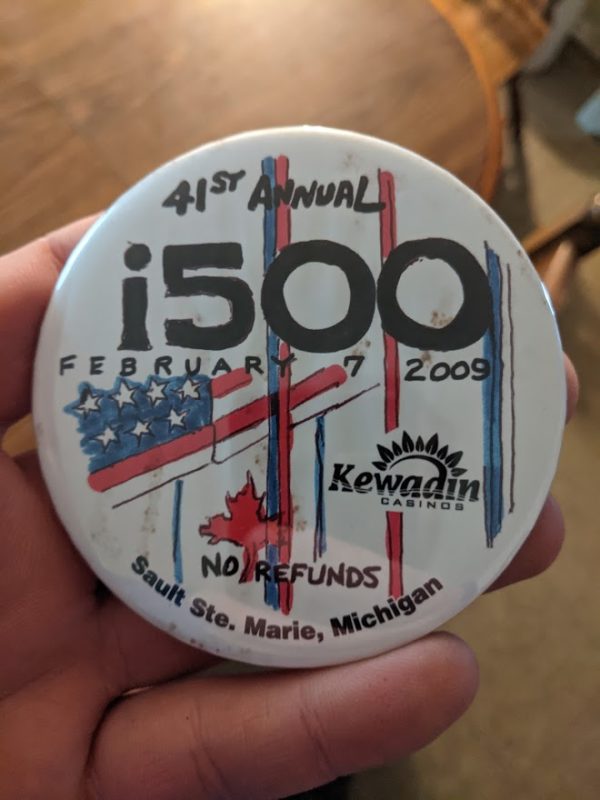 41ST ANNUAL
i500
FEBRUARY 7 2009
Kewadin
CASINOS
NO REFUNDS
Sault Ste. Marie, Michigan